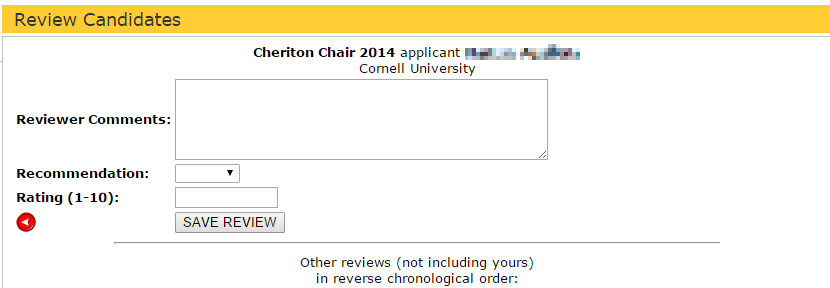 Review Candidates
Cheriton Chair 2014 applicant
Cornell University
Reviewer Comments:
Recommendation:
Rating (1-10):
SAVE REVIEW
Other reviews (not including yours)
in reverse chronological order: